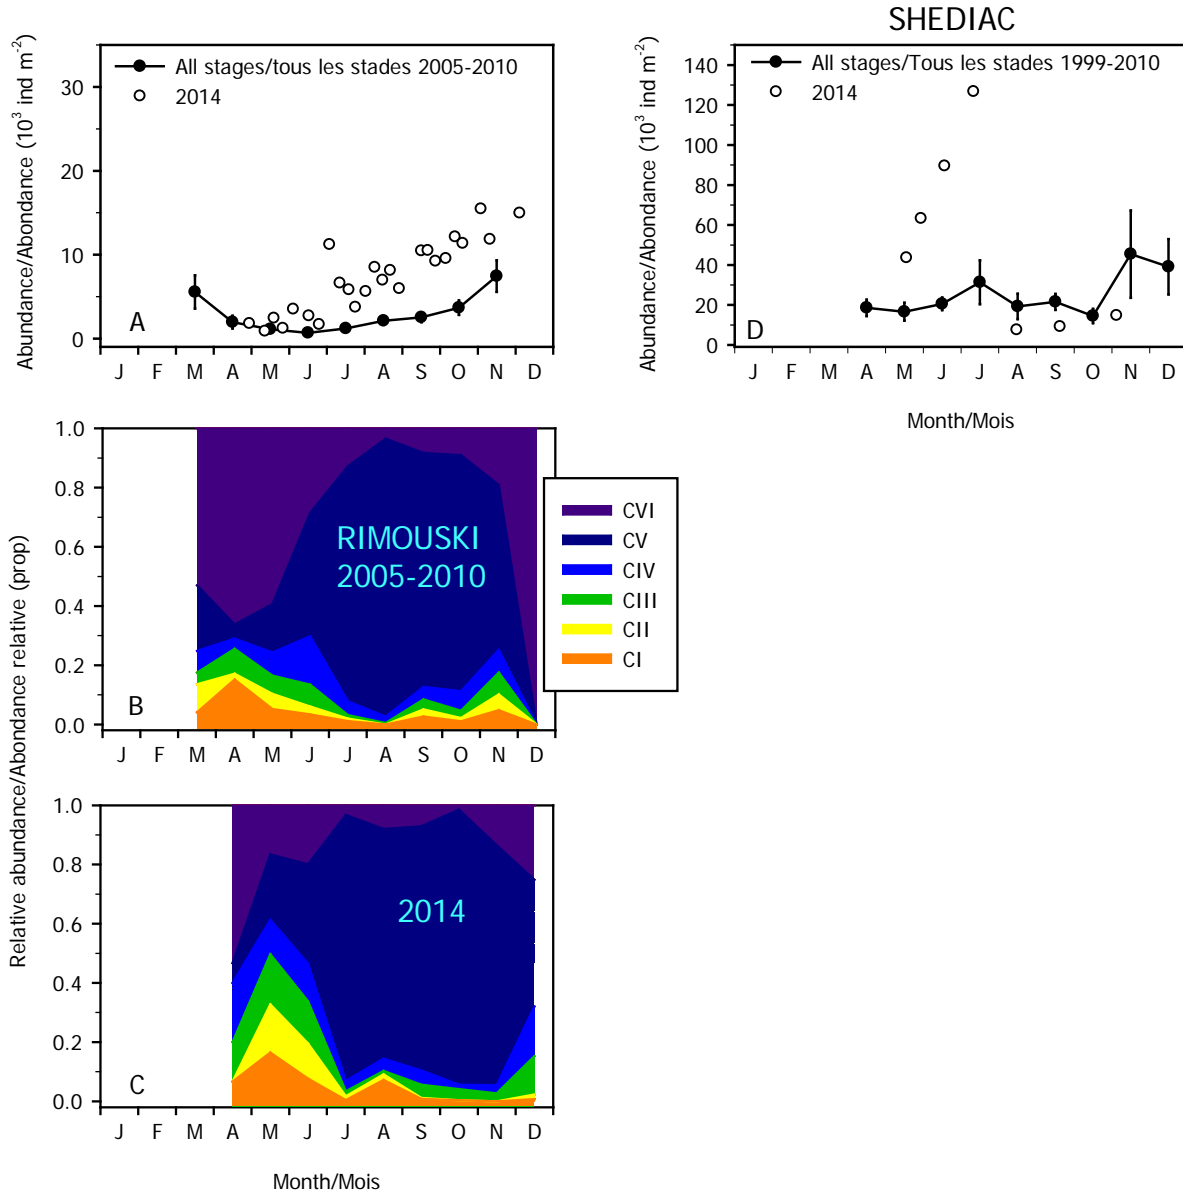 SHEDIAC
Abundance/Abondance (10³ ind m⁻²)
30
20
10
0
All stages/tous les stades 2005-2010
2014
A
J F M A M J J A S O N D
Abundance/Abondance (10³ ind m⁻²)
140
120
100
80
60
40
20
0
All stages/Tous les stades 1999-2010
2014
D
J F M A M J J A S O N D
Month/Mois
Relative abundance/Abondance relative (prop)
1.0
0.8
0.6
0.4
0.2
0.0
RIMOUSKI
2005-2010
B
J F M A M J J A S O N D
CVI
CV
CIV
CIII
CII
CI
1.0
0.8
0.6
0.4
0.2
0.0
2014
C
J F M A M J J A S O N D
Month/Mois